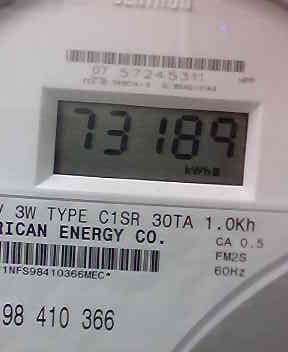 07 57245311
73189
kWh
V 3W TYPE C1SR 30TA 1.0Kh
RICAN ENERGY CO.
CA 0.5
FM2S
60Hz
1NFS98410366MEC*
98 410 366